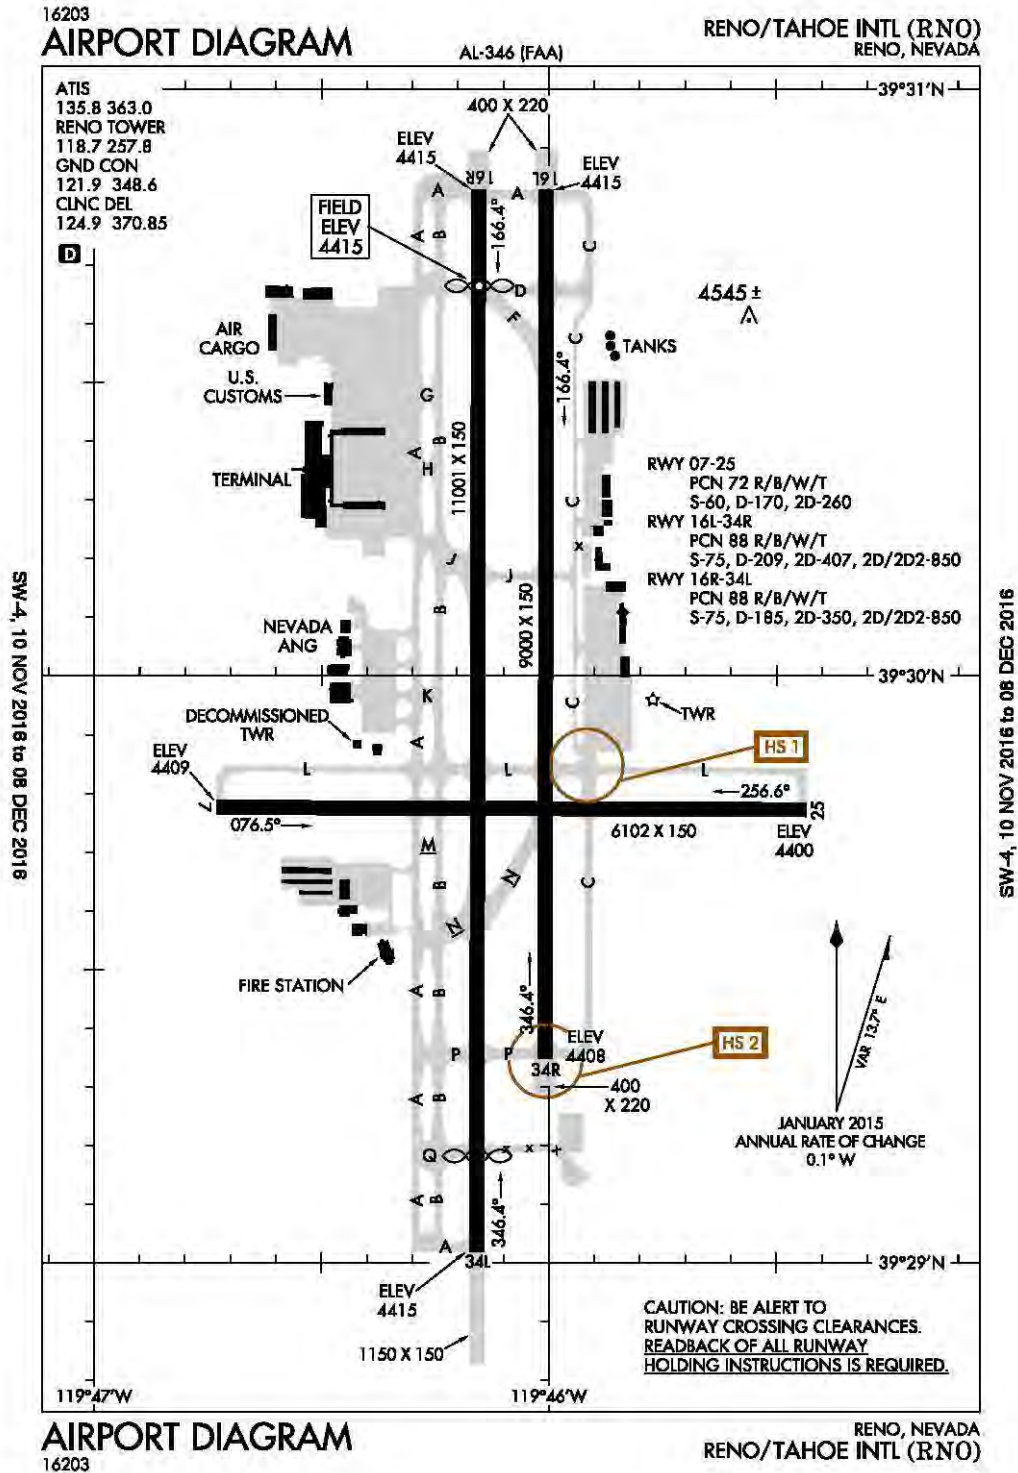 16203
AIRPORT DIAGRAM
AL-346 (FAA)
RENO/TAHOE INTL (RNO)
RENO, NEVADA
ATIS
135.8 363.0
RENO TOWER
118.7 257.8
GND CON
121.9 348.6
CLNC DEL
124.9 370.85
D
39°31'N
400 X 220
ELEV
4415
ELEV
4415
16R
16L
A
A
FIELD
ELEV
4415
A
B
166.4°
C
D
F
4545 ±
AIR
CARGO
C
TANKS
U.S.
CUSTOMS
G
166.4°
TERMINAL
A
B
H
11001 X 150
C
RWY 07-25
PCN 72 R/B/W/T
S-60, D-170, 2D-260
RWY 16L-34R
PCN 88 R/B/W/T
S-75, D-209, 2D-407, 2D/2D2-850
RWY 16R-34L
PCN 88 R/B/W/T
S-75, D-185, 2D-350, 2D/2D2-850
J
J
X
B
9000 X 150
NEVADA
ANG
39°30'N
K
C
TWR
DECOMMISSIONED
TWR
A
HS 1
ELEV
4409
L
L
L
7
256.6°
25
076.5°
6102 X 150
ELEV
4400
M
B
N
N
C
FIRE STATION
A
B
346.4°
ELEV
4408
HS 2
VAR 13.7° E
P
P
34R
400
X 220
A
B
JANUARY 2015
ANNUAL RATE OF CHANGE
0.1° W
Q
X X X
A
B
346.4°
A
34L
39°29'N
ELEV
4415
1150 X 150
CAUTION: BE ALERT TO
RUNWAY CROSSING CLEARANCES.
READBACK OF ALL RUNWAY
HOLDING INSTRUCTIONS IS REQUIRED.
119°47'W
119°46'W
SW-4, 10 NOV 2016 to 08 DEC 2016
SW-4, 10 NOV 2016 to 08 DEC 2016
AIRPORT DIAGRAM
16203
RENO, NEVADA
RENO/TAHOE INTL (RNO)